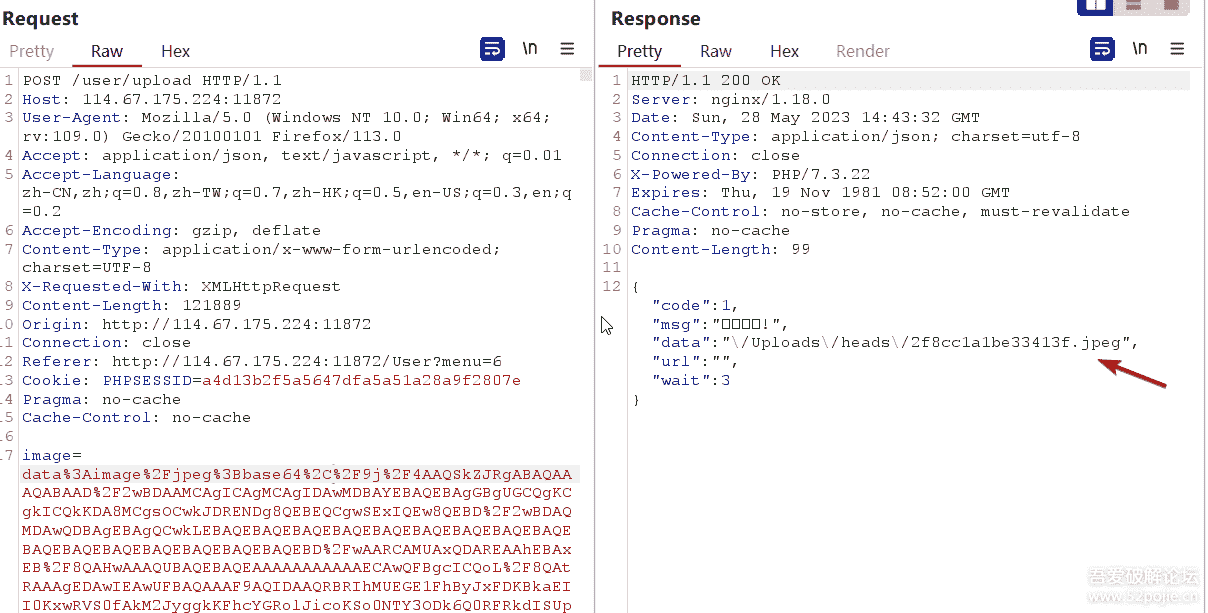 Request
Pretty Raw Hex
\n
1 POST /user/upload HTTP/1.1
2 Host: 114.67.175.224:11872
3 User-Agent: Mozilla/5.0 (Windows NT 10.0; Win64; x64;
rv:109.0) Gecko/20100101 Firefox/113.0
4 Accept: application/json, text/javascript, */*; q=0.01
5 Accept-Language:
zh-CN,zh;q=0.8,zh-TW;q=0.7,zh-HK;q=0.5,en-US;q=0.3,en;q
=0.2
6 Accept-Encoding: gzip, deflate
7 Content-Type: application/x-www-form-urlencoded;
charset=UTF-8
8 X-Requested-With: XMLHttpRequest
9 Content-Length: 121889
0 Origin: http://114.67.175.224:11872
1 Connection: close
2 Referer: http://114.67.175.224:11872/User?menu=6
3 Cookie: PHPSESSID=a4d13b2f5a5647dfa5a51a28a9f2807e
4 Pragma: no-cache
5 Cache-Control: no-cache
6
7 image=
data%3Aimage%2Fjpeg%3Bbase64%2C%2F9j%2F4AAQSkZJRgABAQAA
AQABAAD%2F2wBDAAMCAgICAgMCAgIDAwMDBAYEBAQEBAgGBgUGCQgKC
gkICQkKDA8MCgsOCwkJDRENDg8QEBEQCgwSExIQEw8QEBD%2F2wBDAQ
MDAwQDBAgEBAgQCwkLEBAQEBAQEBAQEBAQEBAQEBAQEBAQEBAQEBAQE
BAQEBAQEBAQEBAQEBAQEBAQEBAQEBD%2FwAARCAMUAxQDAREAAhEBAx
EB%2F8QAHwAAAQUBAQEBAQEAAAAAAAAAAAECAwQFBgcICQoL%2F8QAt
RAAAgEDAwIEAwUFBAQAAAF9AQIDAAQRBRIhMUEGE1FhByJxFDKBkaEI
I0KxwRVS0fAkM2JyggkKFhcYGRolJicoKSo0NTY3ODk6Q0RFRkdISUp
Response
Pretty Raw Hex Render
\n
1 HTTP/1.1 200 OK
2 Server: nginx/1.18.0
3 Date: Sun, 28 May 2023 14:43:32 GMT
4 Content-Type: application/json; charset=utf-8
5 Connection: close
6 X-Powered-By: PHP/7.3.22
7 Expires: Thu, 19 Nov 1981 08:52:00 GMT
8 Cache-Control: no-store, no-cache, must-revalidate
9 Pragma: no-cache
10 Content-Length: 99
11
12 {
"code":1,
"msg":"□□□□!",
"data":"\/Uploads\/heads\/2f8cc1a1be33413f.jpeg",
"url":"",
"wait":3
}
吾爱破解论坛
www.52pojie.cn